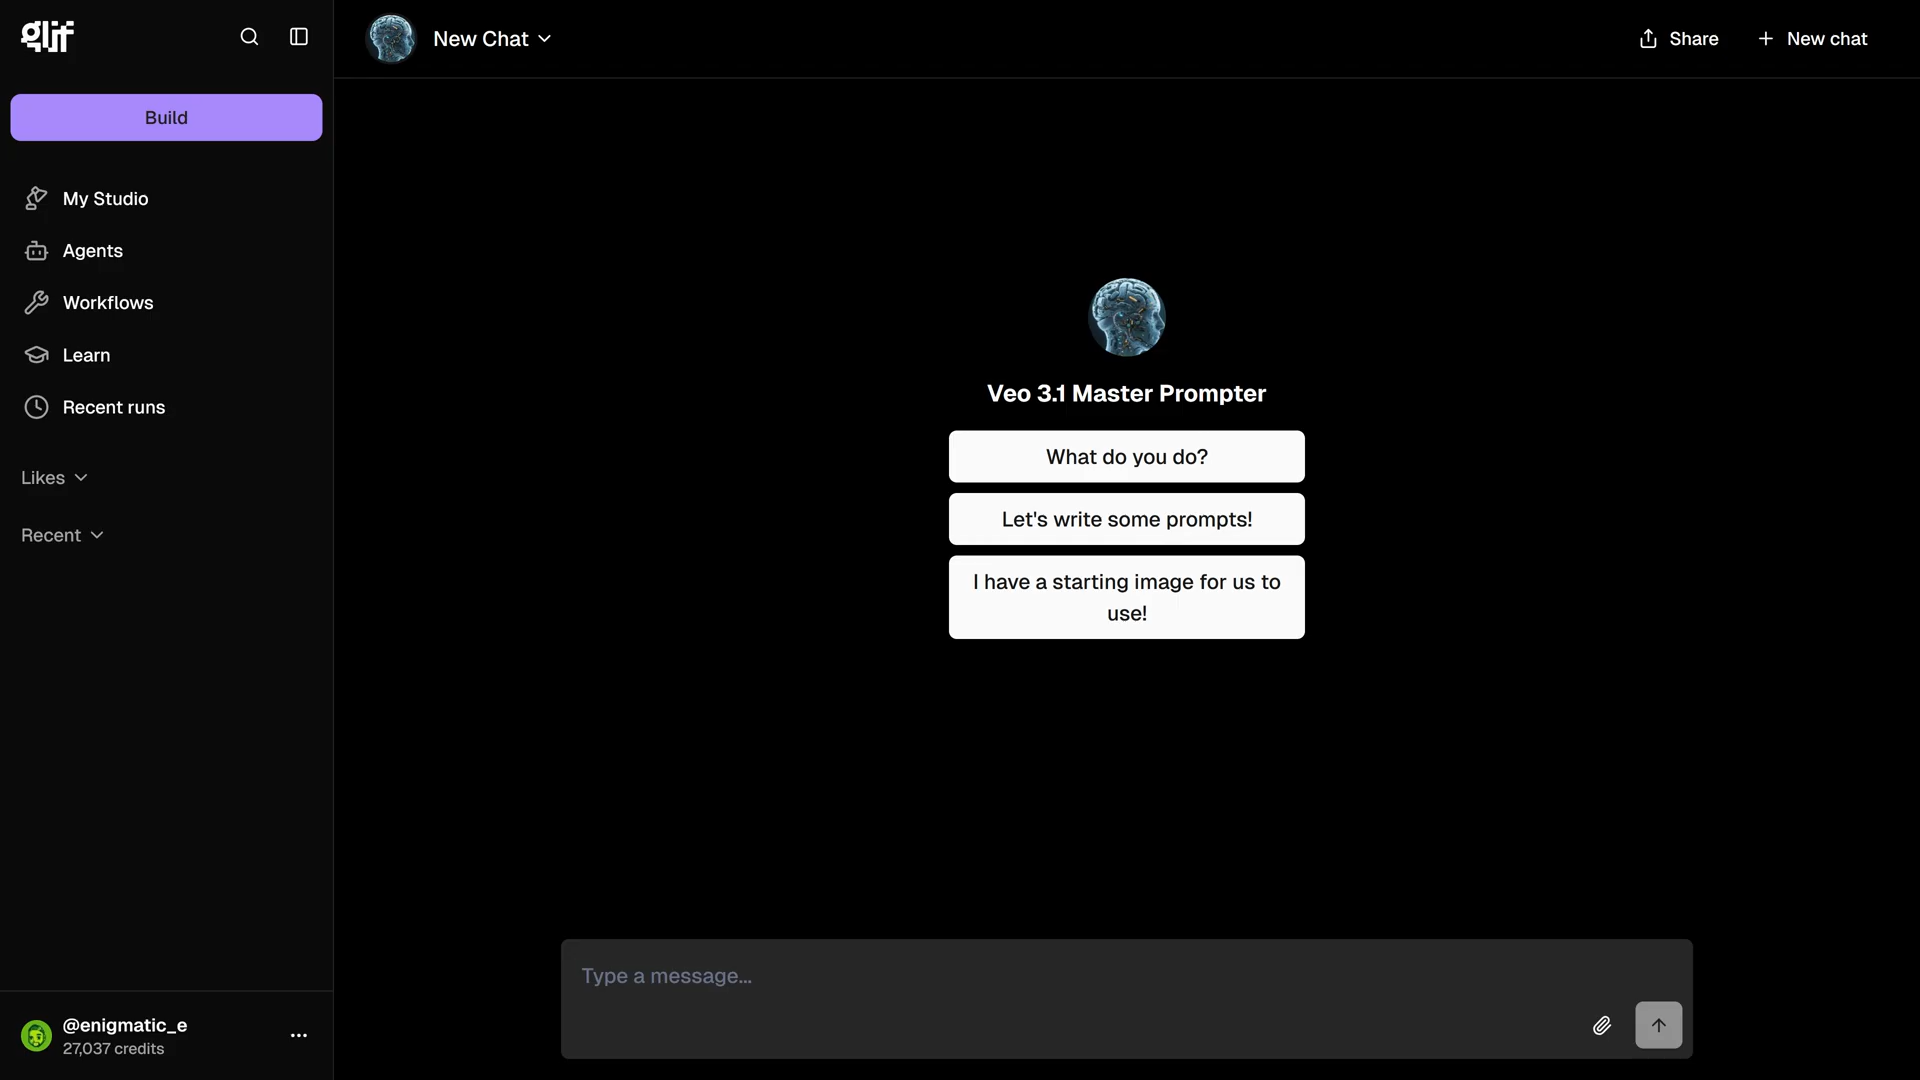 glif
New Chat
Share
New chat
Build
My Studio
Agents
Workflows
Learn
Recent runs
Likes
Recent
Veo 3.1 Master Prompter
What do you do?
Let's write some prompts!
I have a starting image for us to
use!
Type a message...
@enigmatic_e
27,037 credits